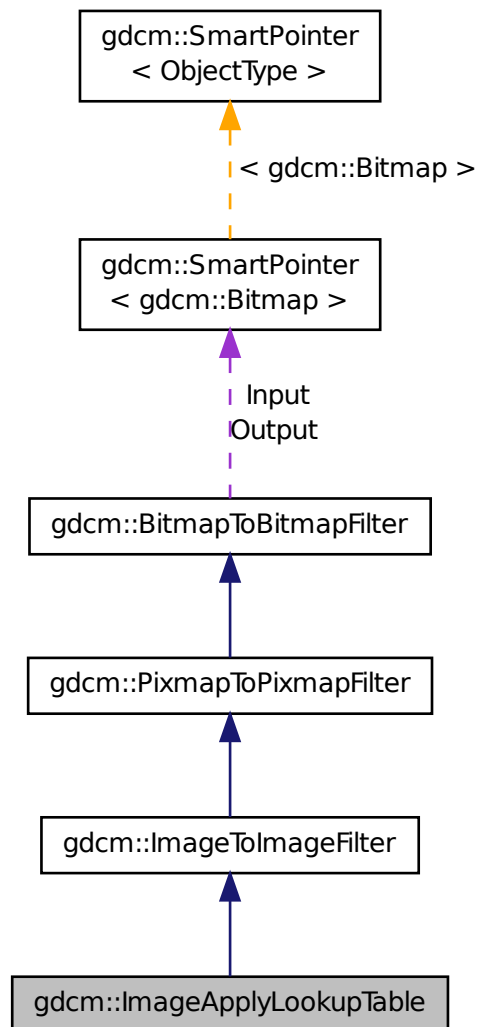 gdcm::SmartPointer
< ObjectType >
< gdcm::Bitmap >
gdcm::SmartPointer
< gdcm::Bitmap >
Input
Output
gdcm::BitmapToBitmapFilter
gdcm::PixmapToPixmapFilter
gdcm::ImageToImageFilter
gdcm::ImageApplyLookupTable